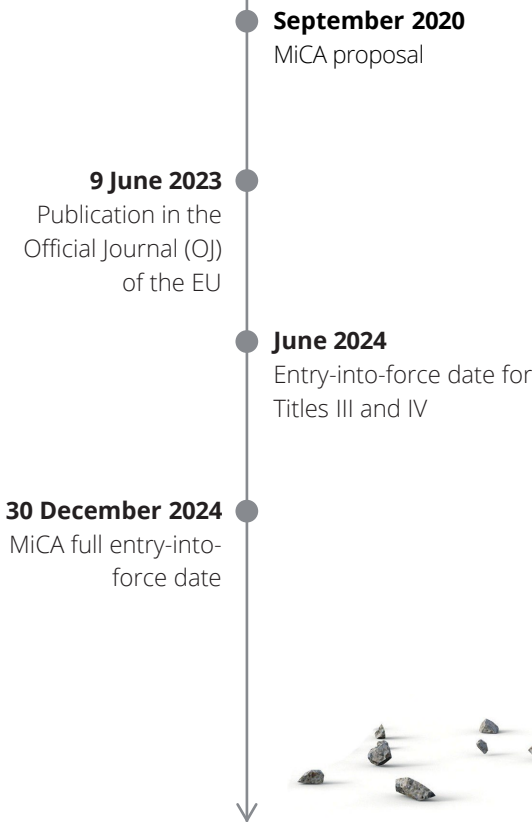 September 2020
MiCA proposal
9 June 2023
Publication in the
Official Journal (OJ)
of the EU
June 2024
Entry-into-force date for
Titles III and IV
30 December 2024
MiCA full entry-into-
force date